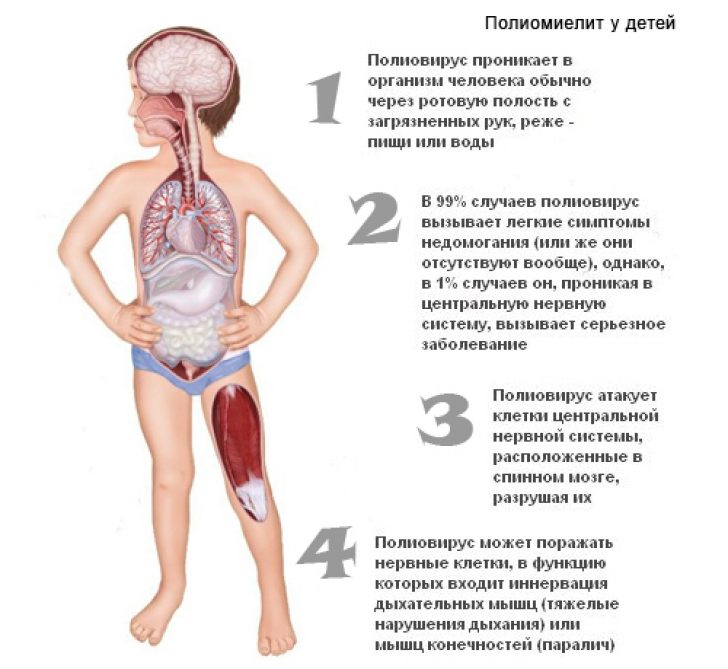 Полиомиелит у детей
1
Полиовирус проникает в
организм человека обычно
через ротовую полость с
загрязненных рук, реже -
пищи или воды
2
В 99% случаев полиовирус
вызывает легкие симптомы
недомогания (или же они
отсутствуют вообще), однако,
в 1% случаев он, проникая в
центральную нервную
систему, вызывает серьезное
заболевание
3
Полиовирус атакует
клетки центральной
нервной системы,
расположенные в
спинном мозге,
разрушая их
4
Полиовирус может поражать
нервные клетки, в функцию
которых входит иннервация
дыхательных мышц (тяжелые
нарушения дыхания) или
мышц конечностей (паралич)